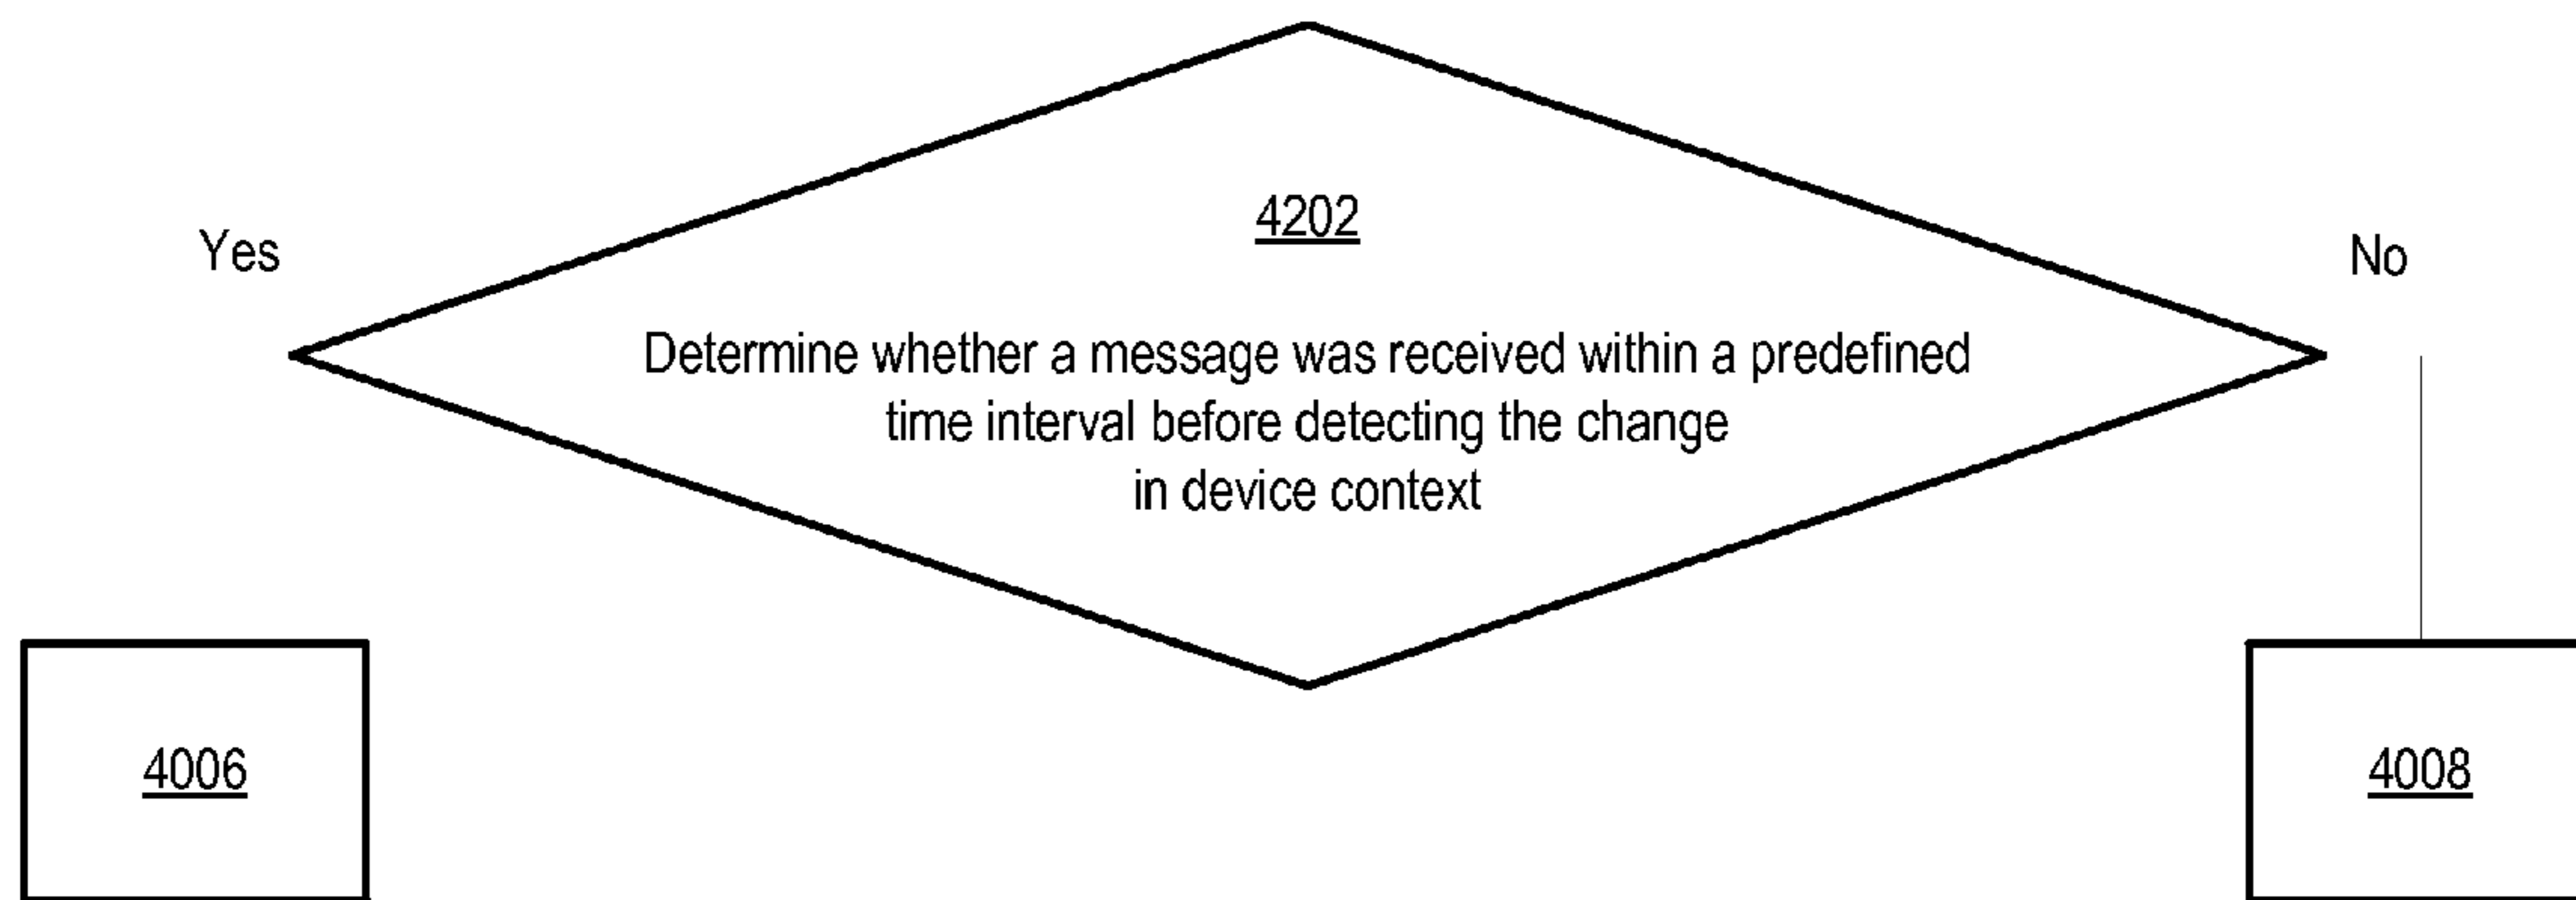 4202
Yes
No
Determine whether a message was received within a predefined
time interval before detecting the change
in device context
4006
4008